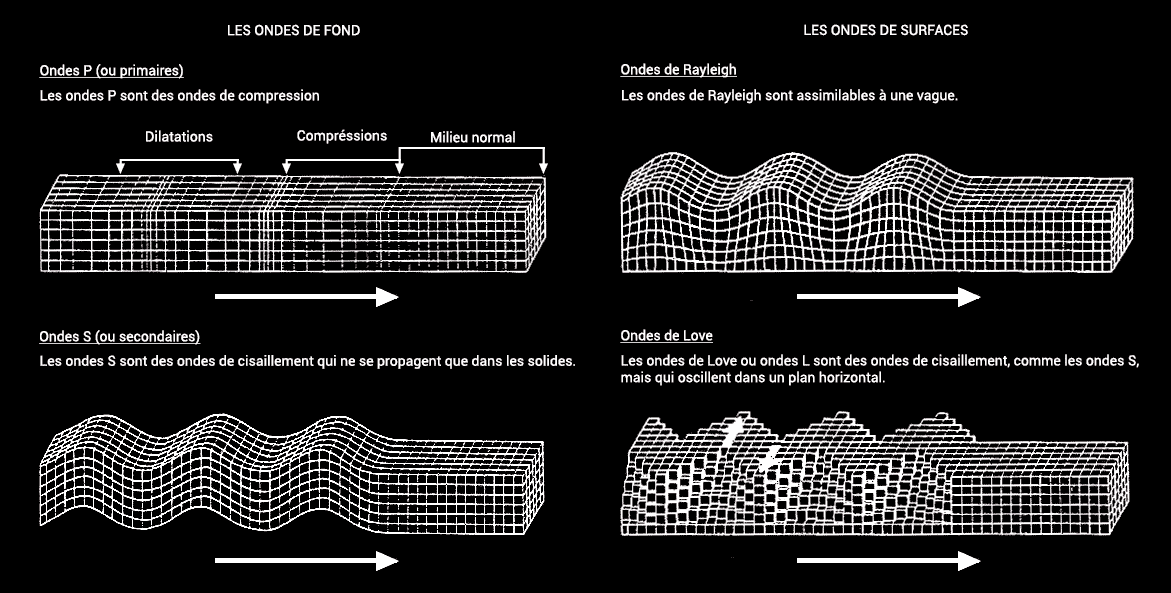 LES ONDES DE FOND
Ondes P (ou primaires)
Les ondes P sont des ondes de compression
Dilatations
Compréssions
Milieu normal
Ondes S (ou secondaires)
Les ondes S sont des ondes de cisaillement qui ne se propagent que dans les solides.
LES ONDES DE SURFACES
Ondes de Rayleigh
Les ondes de Rayleigh sont assimilables à une vague.
Ondes de Love
Les ondes de Love ou ondes L sont des ondes de cisaillement, comme les ondes S,
mais qui oscillent dans un plan horizontal.